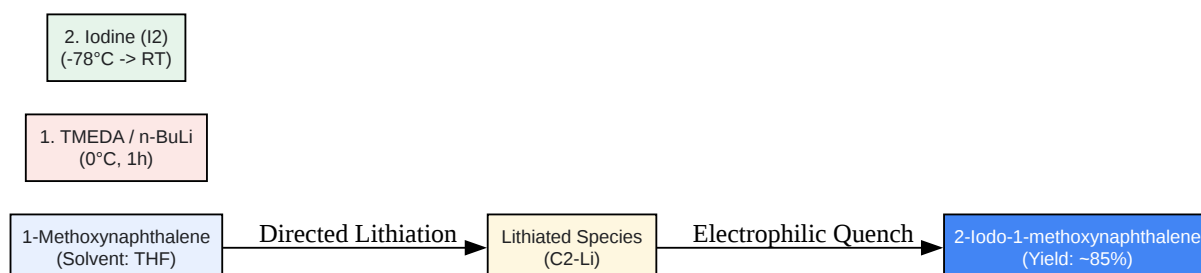 2. Iodine (I2)
(-78°C -> RT)
1. TMEDA / n-BuLi
(0°C, 1h)
1-Methoxynaphthalene
(Solvent: THF)
Directed Lithiation
Lithiated Species
(C2-Li)
Electrophilic Quench
2-Iodo-1-methoxynaphthalene
(Yield: ~85%)